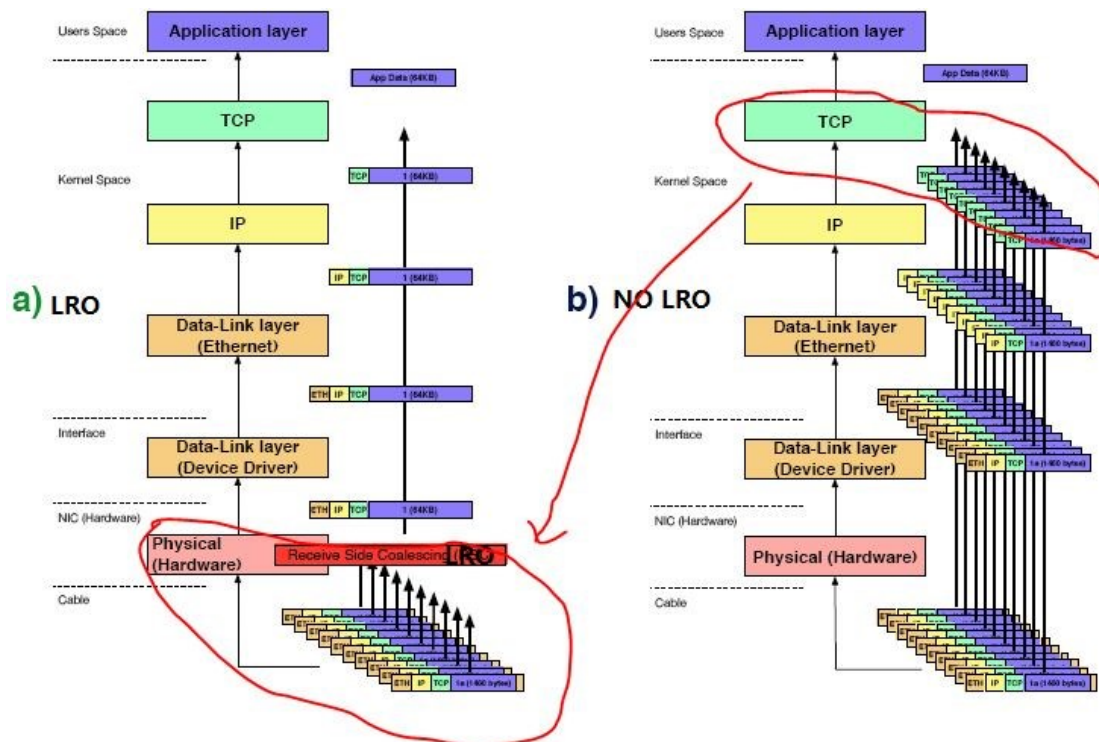 Users Space
Application layer
App Data (64KB)
TCP
TCP 1 (64KB)
Kernel Space
IP
IP TCP 1 (64KB)
a) LRO
Data-Link layer
(Ethernet)
ETH IP TCP 1 (64KB)
Interface
Data-Link layer
(Device Driver)
ETH IP TCP 1 (64KB)
NIC (Hardware)
Physical
(Hardware)
Receive Side Coalescing
LRO
Cable
ETH IP TCP 1a (1460 bytes)
Users Space
Application layer
App Data (64KB)
TCP
Kernel Space
TCP 1a (1460 bytes)
IP
b) NO LRO
IP TCP 1a (1460 bytes)
Data-Link layer
(Ethernet)
Interface
Data-Link layer
(Device Driver)
ETH IP TCP 1a (1460 bytes)
NIC (Hardware)
Physical (Hardware)
Cable
ETH IP TCP 1a (1460 bytes)